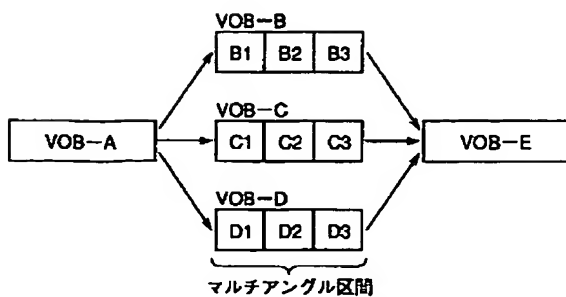 VOB－B
B1 B2 B3
VOB－C
VOB－A
C1 C2 C3
VOB－E
VOB－D
D1 D2 D3
マルチアングル区間